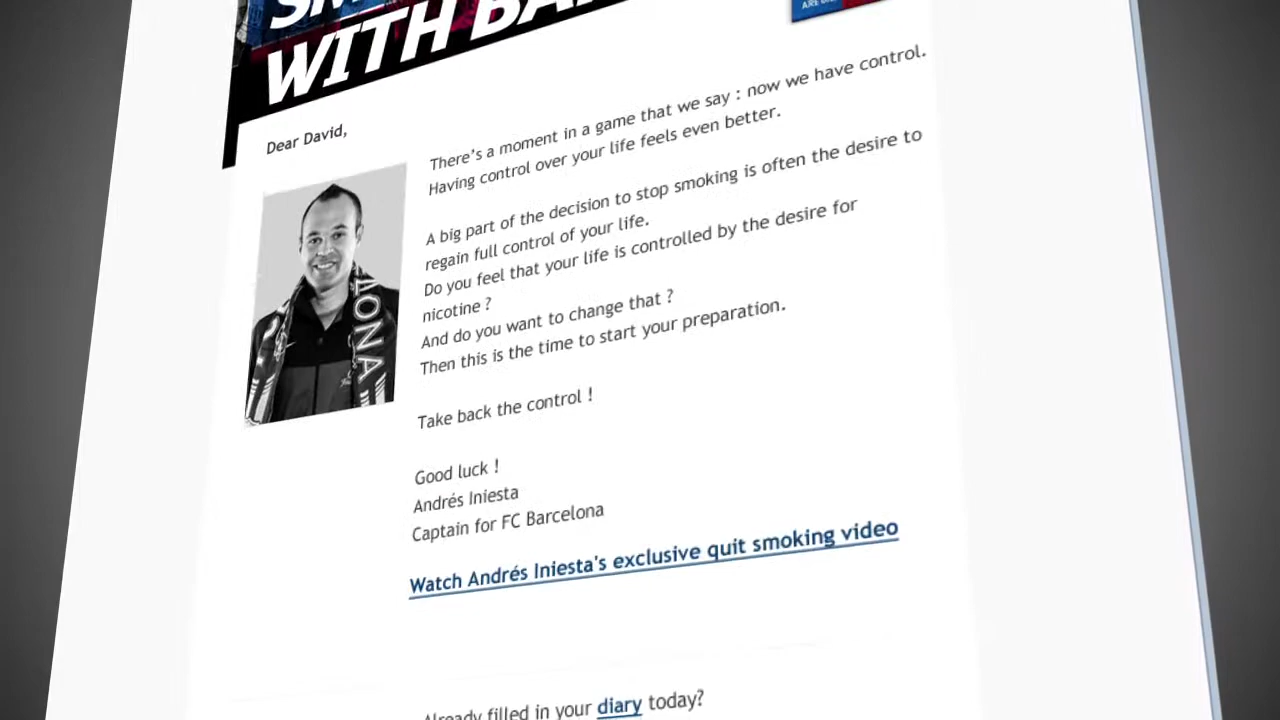 WITH
Dear David,
There's a moment in a game that we say : now we have control.
Having control over your life feels even better.
A big part of the decision to stop smoking is often the desire to
regain full control of your life.
Do you feel that your life is controlled by the desire for
nicotine ?
And do you want to change that ?
Then this is the time to start your preparation.
Take back the control !
Good luck !
Andrés Iniesta
Captain for FC Barcelona
Watch Andrés Iniesta's exclusive quit smoking video
Already filled in your diary today?